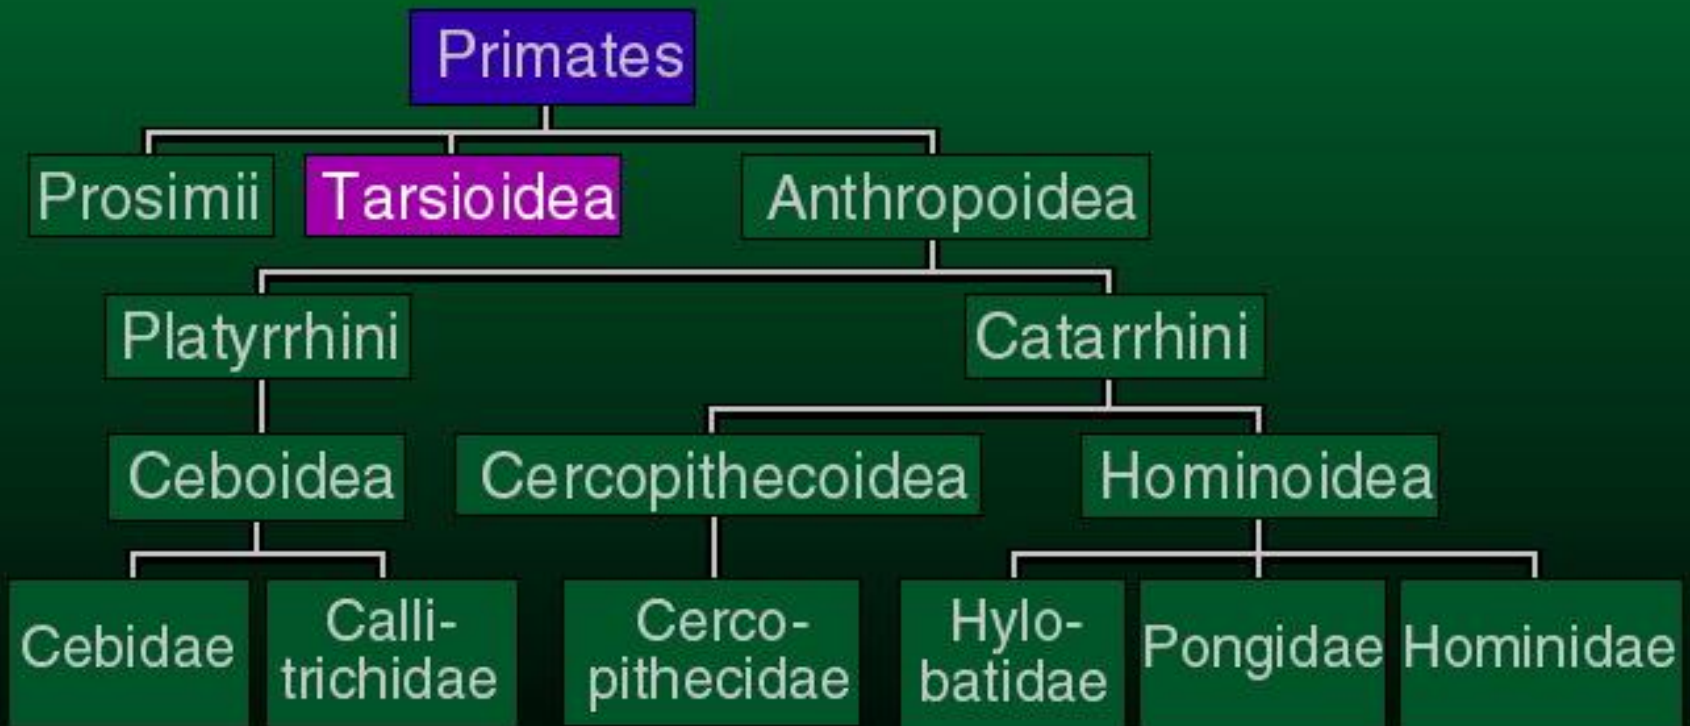 Primates
Prosimii
Tarsioidea
Anthropoidea
Platyrrhini
Catarrhini
Ceboidea
Cercopithecoidea
Hominoidea
Cebidae
Calli-
trichidae
Cerco-
pithecidae
Hylo-
batidae
Pongidae
Hominidae